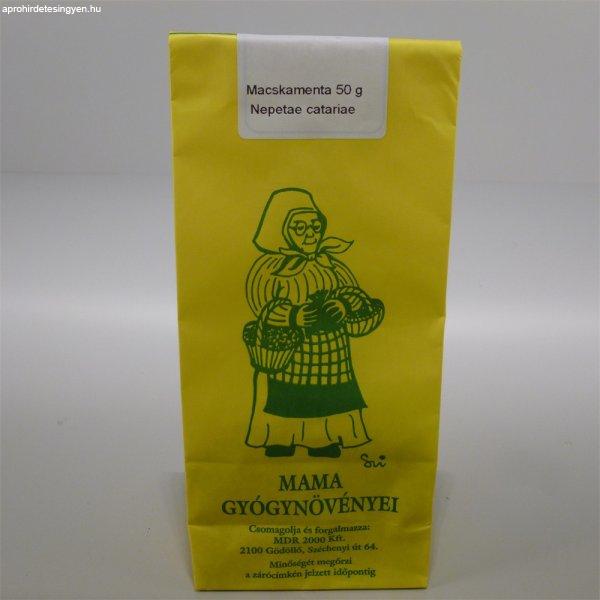 aprohirdetesingyen.hu
Macskamenta 50 g
Nepetae catariae
MAMA
GYÓGYNÖVÉNYEI
Csomagolja és forgalmazza:
MDR 2000 Kft.
2100 Gödöllő, Széchenyi út 64.
Minőségét megőrzi
a zárócímkén jelzett időpontig